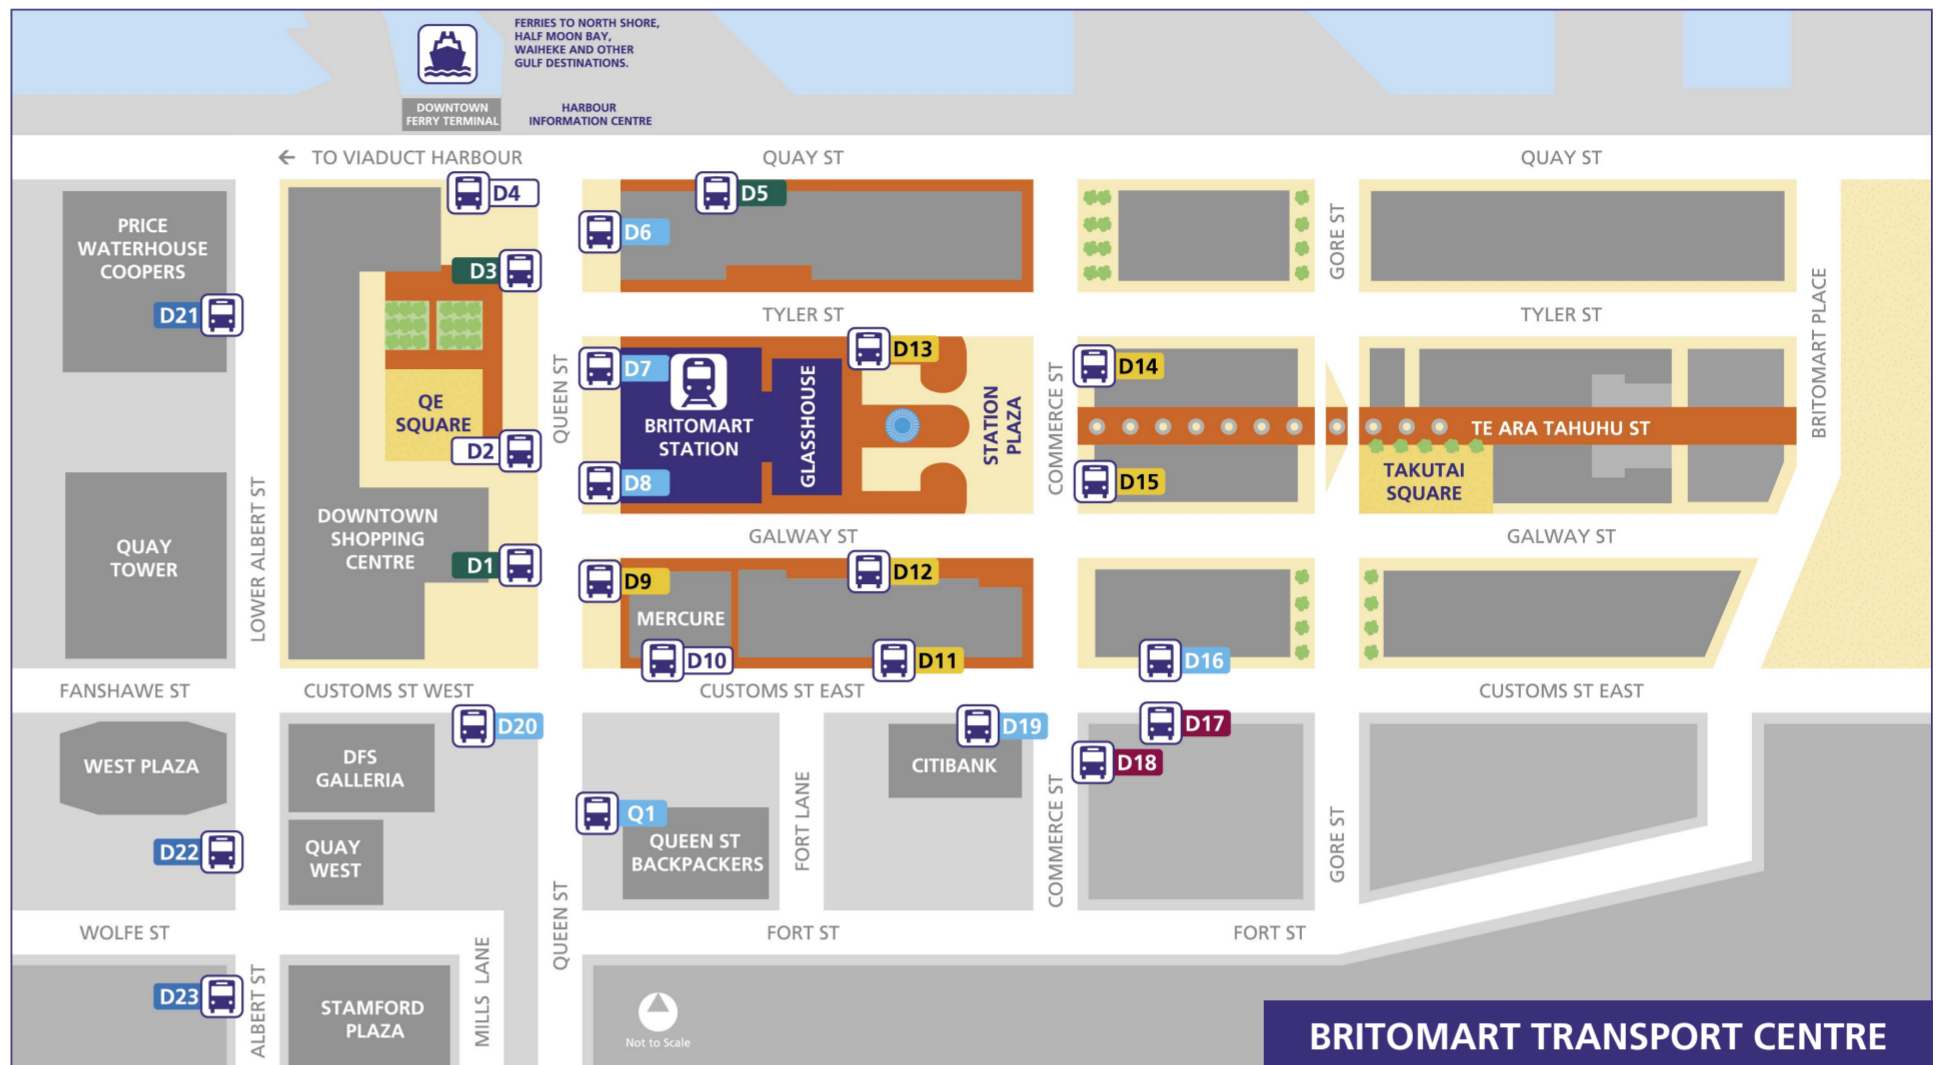 FERRIES TO NORTH SHORE,
HALF MOON BAY,
WAIHEKE AND OTHER
GULF DESTINATIONS.
DOWNTOWN
FERRY TERMINAL
HARBOUR
INFORMATION CENTRE
← TO VIADUCT HARBOUR
QUAY ST
QUAY ST
PRICE
WATERHOUSE
COOPERS
D4
D5
D6
D3
D21
GORE ST
BRITOMART PLACE
TYLER ST
TYLER ST
QUEEN ST
D7
D13
D14
QE
SQUARE
BRITOMART
STATION
GLASSHOUSE
STATION
PLAZA
COMMERCE ST
TE ARA TAHUHU ST
D2
D8
D15
TAKUTAI
SQUARE
LOWER ALBERT ST
QUAY
TOWER
DOWNTOWN
SHOPPING
CENTRE
GALWAY ST
GALWAY ST
D1
D9
D12
MERCURE
D10
D11
D16
FANSHAWE ST
CUSTOMS ST WEST
CUSTOMS ST EAST
CUSTOMS ST EAST
D20
D19
D17
WEST PLAZA
DFS
GALLERIA
CITIBANK
D18
Q1
FORT LANE
COMMERCE ST
GORE ST
D22
QUAY
WEST
QUEEN ST
BACKPACKERS
QUEEN ST
WOLFE ST
FORT ST
FORT ST
D23
ALBERT ST
STAMFORD
PLAZA
MILLS LANE
Not to Scale
BRITOMART TRANSPORT CENTRE